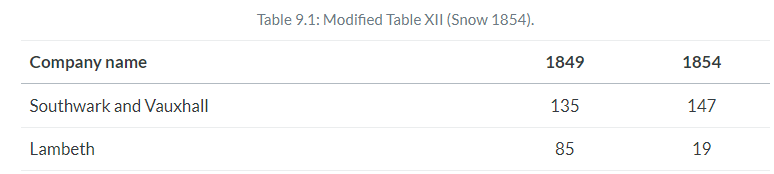 Table 9.1: Modified Table XII (Snow 1854).
Company name 1849 1854
Southwark and Vauxhall 135 147
Lambeth 85 19